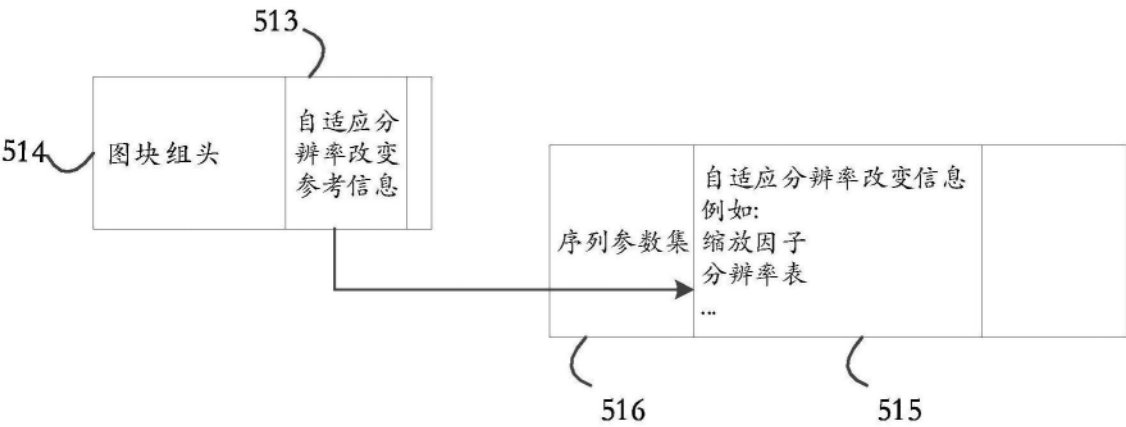 513
514
图块组头
自适应分
辨率改变
参考信息
序列参数集
自适应分辨率改变信息
例如:
缩放因子
分辨率表
...
516
515